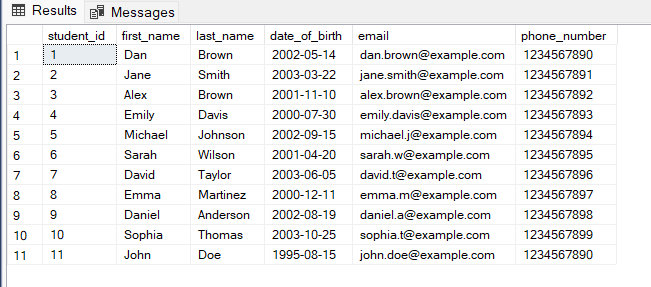 Results Messages
student_id first_name last_name date_of_birth email phone_number
1 1 Dan Brown 2002-05-14 dan.brown@example.com 1234567890
2 2 Jane Smith 2003-03-22 jane.smith@example.com 1234567891
3 3 Alex Brown 2001-11-10 alex.brown@example.com 1234567892
4 4 Emily Davis 2000-07-30 emily.davis@example.com 1234567893
5 5 Michael Johnson 2002-09-15 michael.j@example.com 1234567894
6 6 Sarah Wilson 2001-04-20 sarah.w@example.com 1234567895
7 7 David Taylor 2003-06-05 david.t@example.com 1234567896
8 8 Emma Martinez 2000-12-11 emma.m@example.com 1234567897
9 9 Daniel Anderson 2002-08-19 daniel.a@example.com 1234567898
10 10 Sophia Thomas 2003-10-25 sophia.t@example.com 1234567899
11 11 John Doe 1995-08-15 john.doe@example.com 1234567890